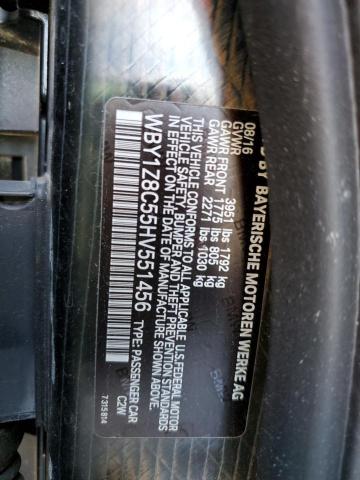 D BY BAYERISCHE MOTOREN WERKE AG
08/16
GVWR 3951 lbs 1792 kg
GAWR FRONT 1775 lbs 805 kg
GAWR REAR 2271 lbs 1030 kg
THIS VEHICLE CONFORMS TO ALL APPLICABLE U.S.FEDERAL MOTOR
VEHICLE SAFETY, BUMPER AND THEFT PREVENTION STANDARDS
IN EFFECT ON THE DATE OF MANUFACTURE SHOWN ABOVE.
WBY1Z8C55HV551456 TYPE: PASSENGER CAR
C2W
7315814